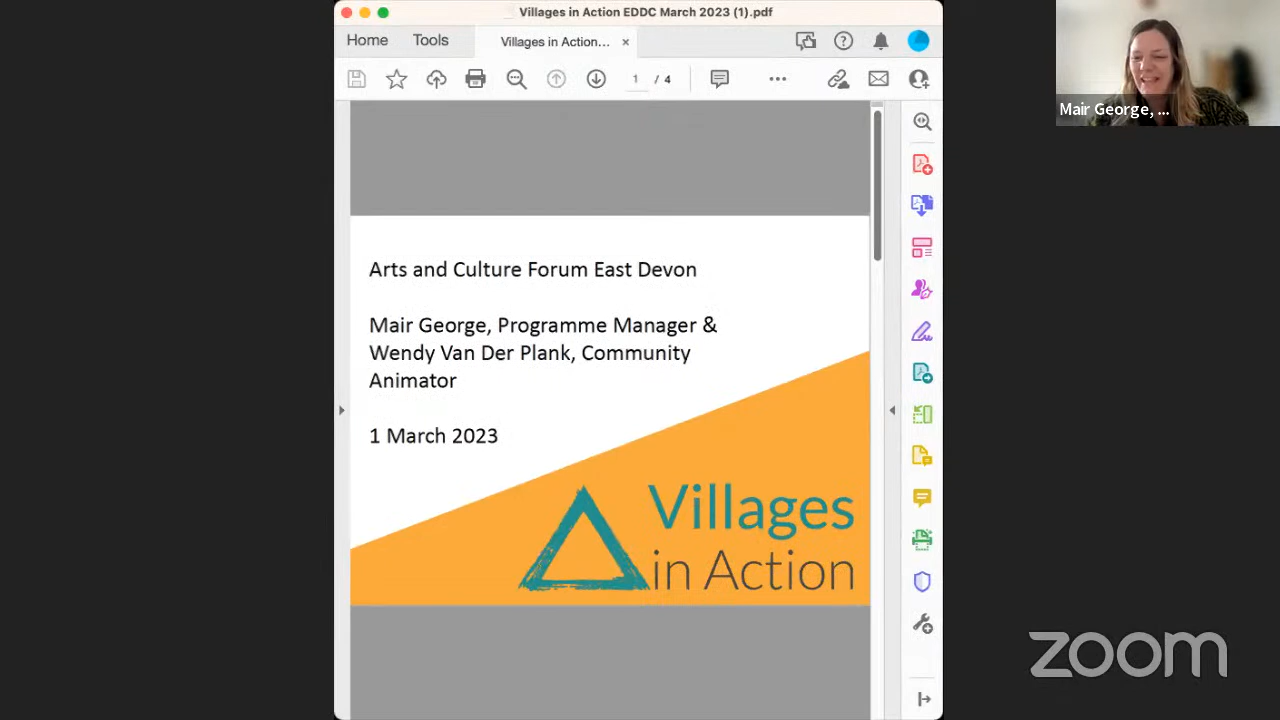 Villages in Action EDDC March 2023 (1).pdf
Home
Tools
Villages in Action...
1 / 4
Mair George, ...
Arts and Culture Forum East Devon
Mair George, Programme Manager &
Wendy Van Der Plank, Community
Animator
1 March 2023
Villages
in Action
zoom